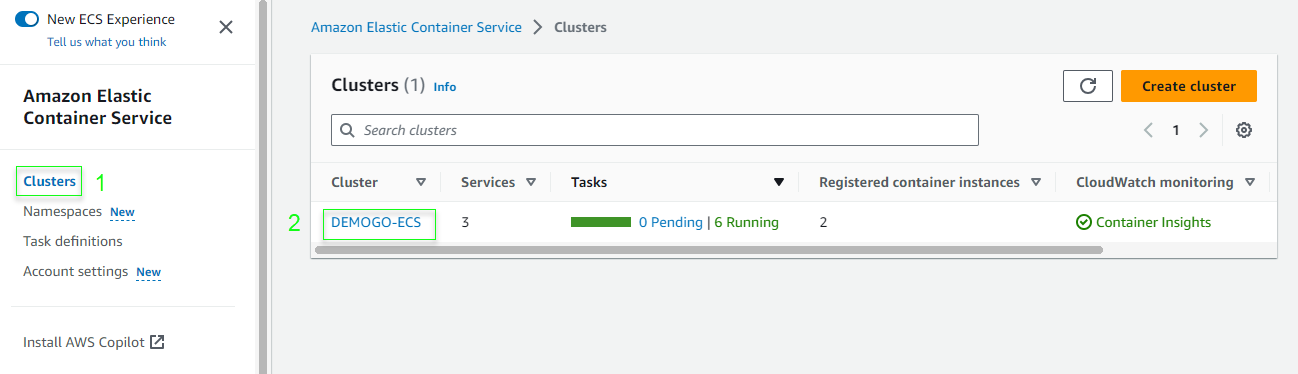 New ECS Experience
Tell us what you think
Amazon Elastic
Container Service
Clusters 1
Namespaces New
Task definitions
Account settings New
Install AWS Copilot
Amazon Elastic Container Service > Clusters
Clusters (1) Info
Create cluster
Search clusters
1
Cluster Services Tasks Registered container instances CloudWatch monitoring
2 DEMOGO-ECS 3 0 Pending | 6 Running 2 Container Insights